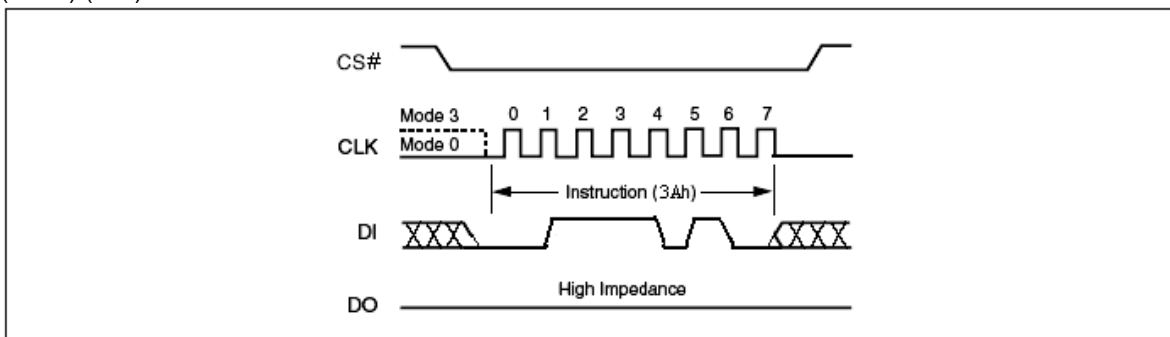 CS#
Mode 3 0 1 2 3 4 5 6 7
CLK Mode 0
Instruction (3Ah)
DI
High Impedance
DO